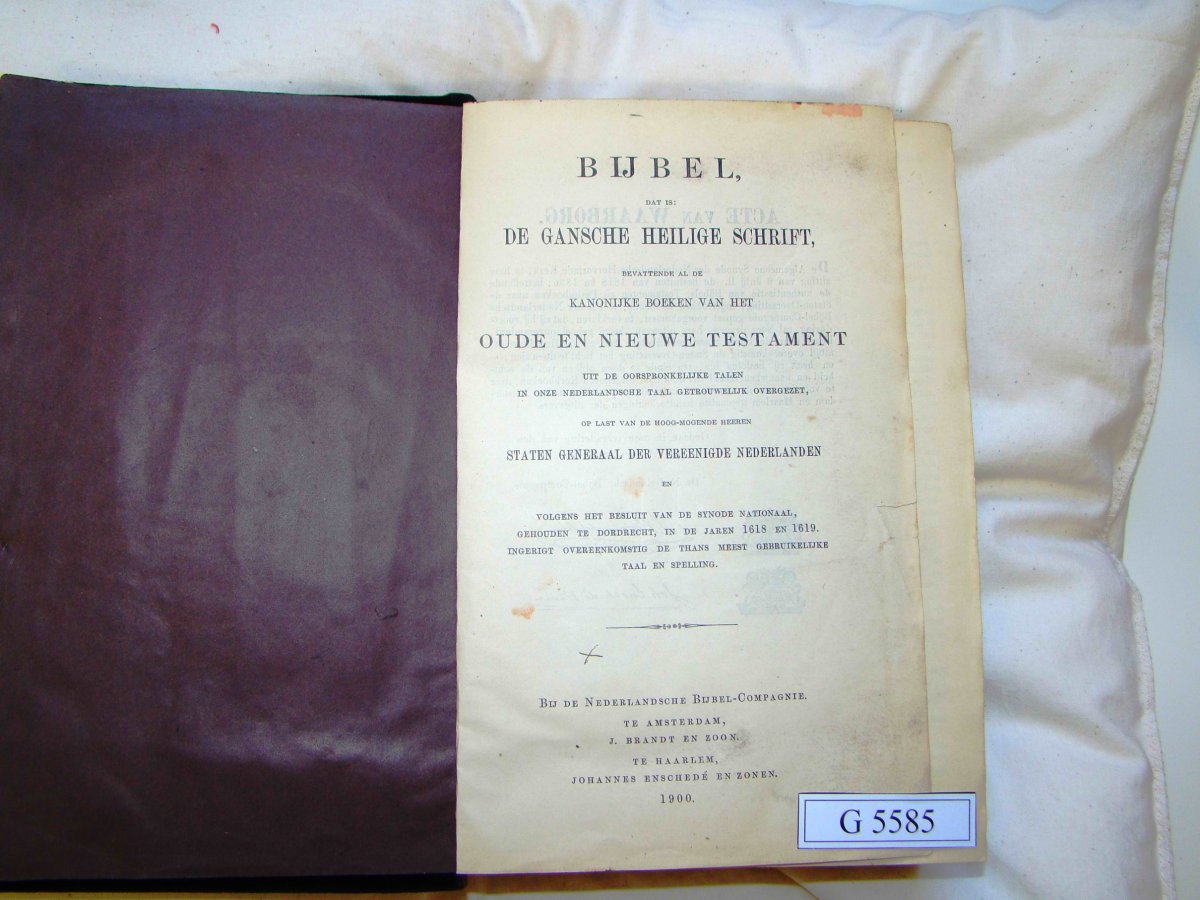 BIJBEL,
DAT IS:
DE GANSCHE HEILIGE SCHRIFT,
BEVATTENDE AL DE
KANONIJKE BOEKEN VAN HET
OUDE EN NIEUWE TESTAMENT
UIT DE OORSPRONKELIJKE TALEN
IN ONZE NEDERLANDSCHE TAAL GETROUWELIJK OVERGEZET,
OP LAST VAN DE HOOG-MOGENDE HEEREN
STATEN GENERAAL DER VEREENIGDE NEDERLANDEN
EN
VOLGENS HET BESLUIT VAN DE SYNODE NATIONAAL,
GEHOUDEN TE DORDRECHT, IN DE JAREN 1618 EN 1619.
INGERIGT OVEREENKOMSTIG DE THANS MEEST GEBRUIKELIJKE
TAAL EN SPELLING.
BIJ DE NEDERLANDSCHE BIJBEL-COMPAGNIE.
TE AMSTERDAM,
J. BRANDT EN ZOON.
TE HAARLEM,
JOHANNES ENSCHEDÉ EN ZONEN.
1900.
G 5585